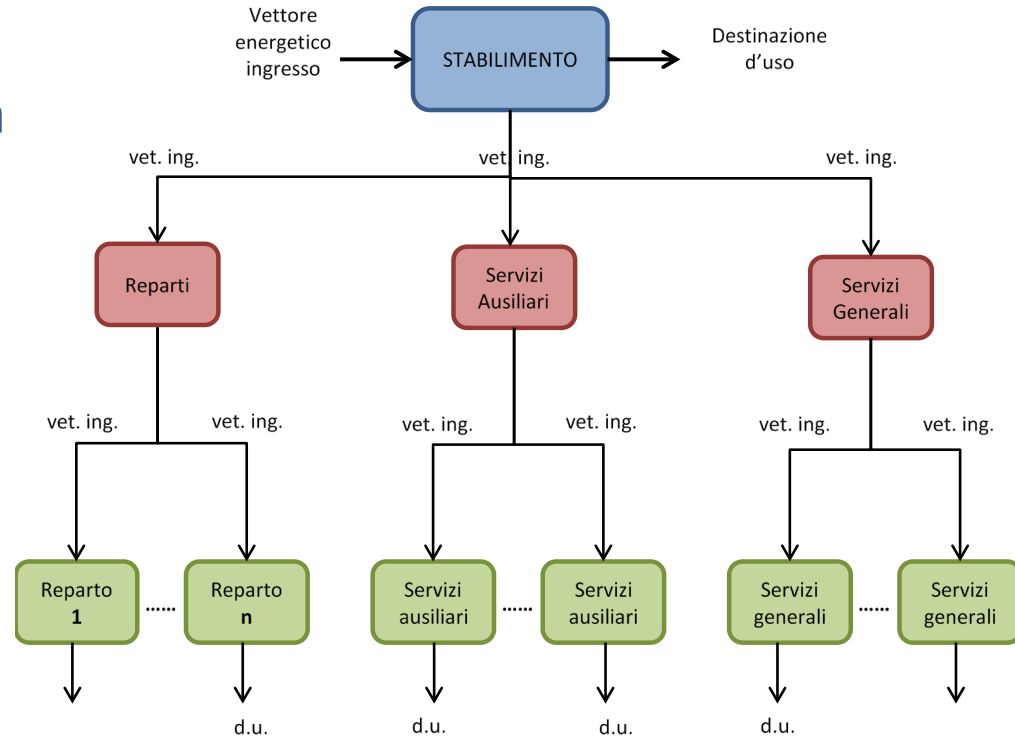 Vettore
energetico
ingresso
STABILIMENTO
Destinazione
d'uso
vet. ing.
vet. ing.
vet. ing.
Reparti
Servizi
Ausiliari
Servizi
Generali
vet. ing.
vet. ing.
vet. ing.
vet. ing.
vet. ing.
vet. ing.
Reparto
1
......
Reparto
n
Servizi
ausiliari
......
Servizi
ausiliari
Servizi
generali
......
Servizi
generali
d.u.
d.u.
d.u.
d.u.